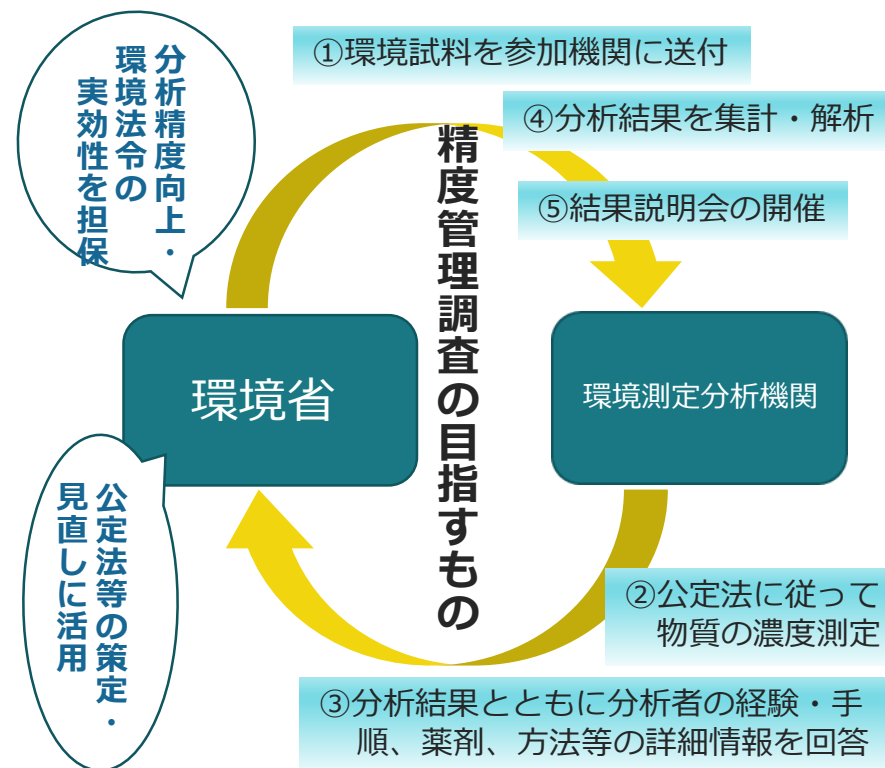 ①環境試料を参加機関に送付
④分析結果を集計・解析
⑤結果説明会の開催
分析精度向上・
環境法令の
実効性を担保
精度管理調査の目指すもの
環境省
環境測定分析機関
公定法等の策定・
見直しに活用
②公定法に従って
物質の濃度測定
③分析結果とともに分析者の経験・手
順、薬剤、方法等の詳細情報を回答